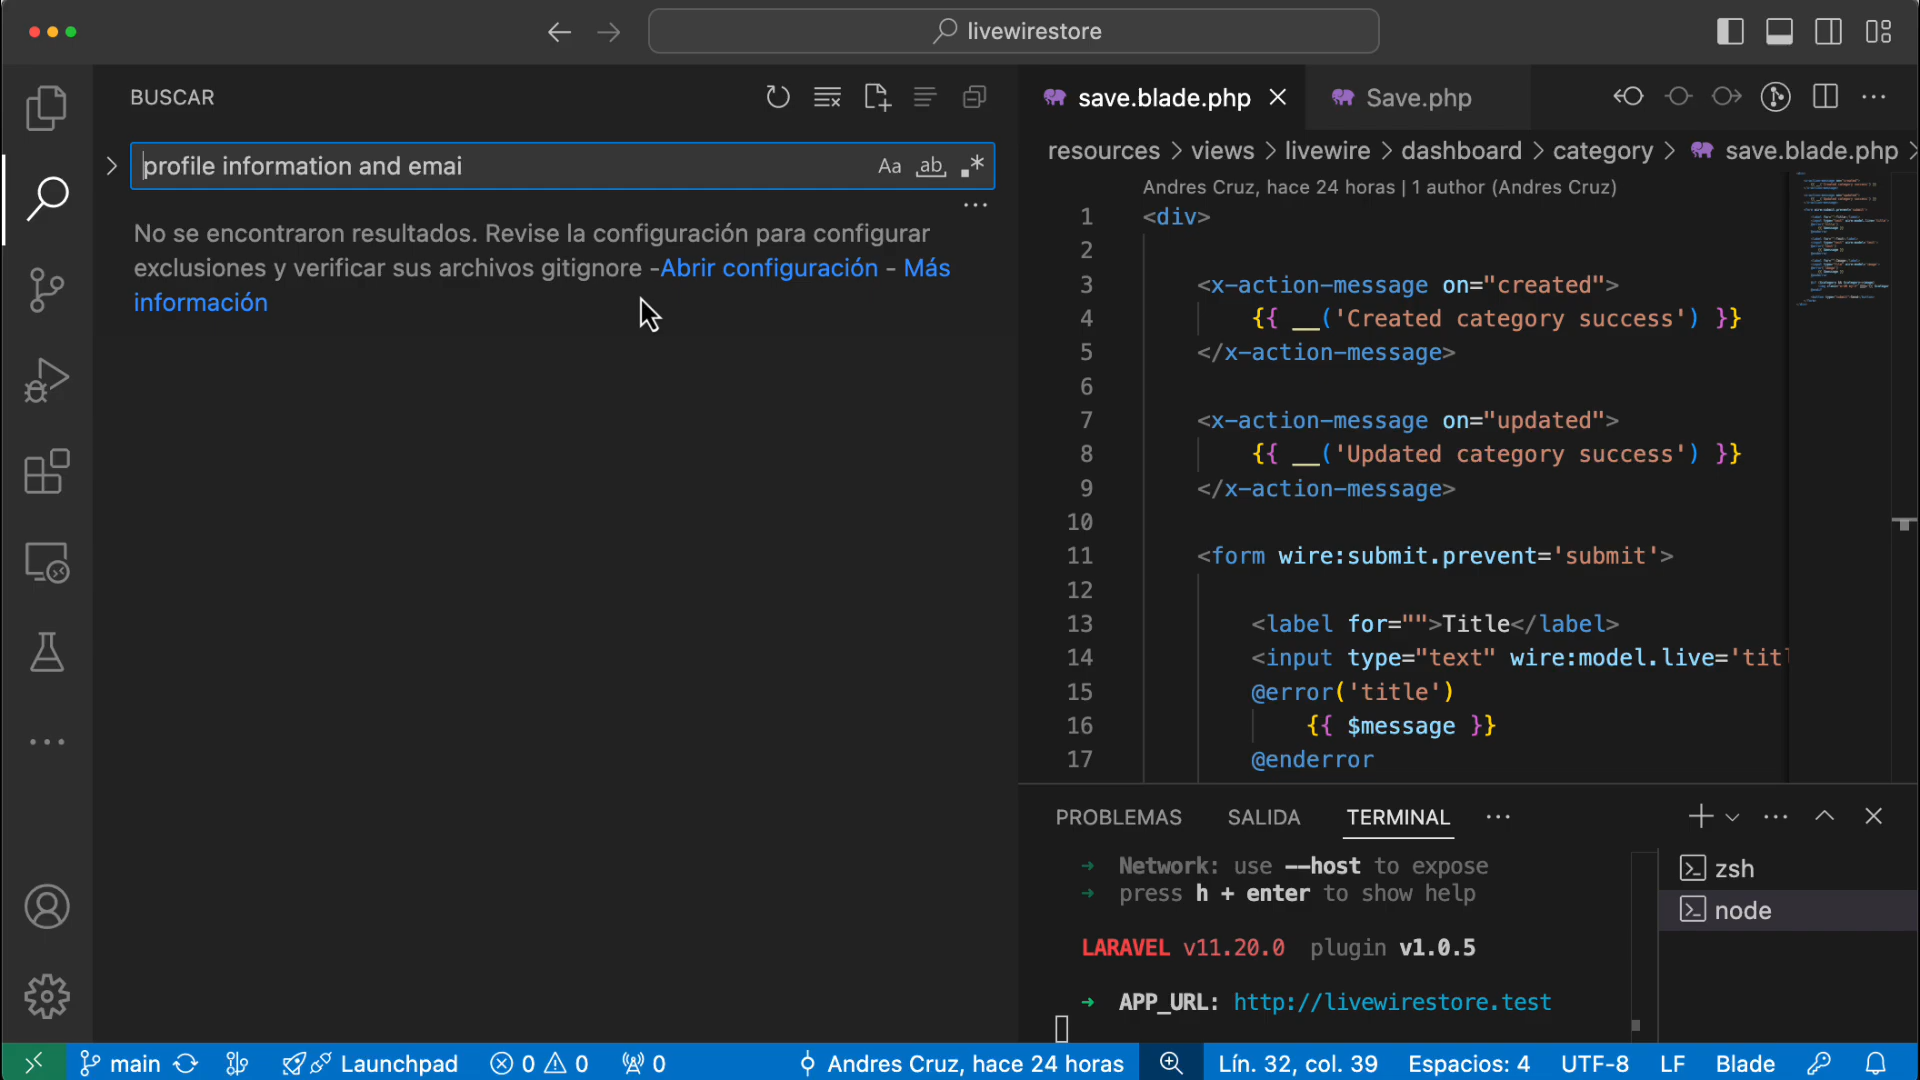 livewirestore
BUSCAR
profile information and emai
Aa ab .*
No se encontraron resultados. Revise la configuración para configurar
exclusiones y verificar sus archivos gitignore -Abrir configuración - Más
información
save.blade.php
Save.php
resources > views > livewire > dashboard > category > save.blade.php >
Andres Cruz, hace 24 horas | 1 author (Andres Cruz)
1 <div>
2
3 <x-action-message on="created">
4 {{ __('Created category success') }}
5 </x-action-message>
6
7 <x-action-message on="updated">
8 {{ __('Updated category success') }}
9 </x-action-message>
10
11 <form wire:submit.prevent='submit'>
12
13 <label for="">Title</label>
14 <input type="text" wire:model.live='titl
15 @error('title')
16 {{ $message }}
17 @enderror
PROBLEMAS SALIDA TERMINAL
➜ Network: use --host to expose
➜ press h + enter to show help
LARAVEL v11.20.0 plugin v1.0.5
➜ APP_URL: http://livewirestore.test
zsh
node
main Launchpad 0 0 0 Andres Cruz, hace 24 horas Lín. 32, col. 39 Espacios: 4 UTF-8 LF Blade